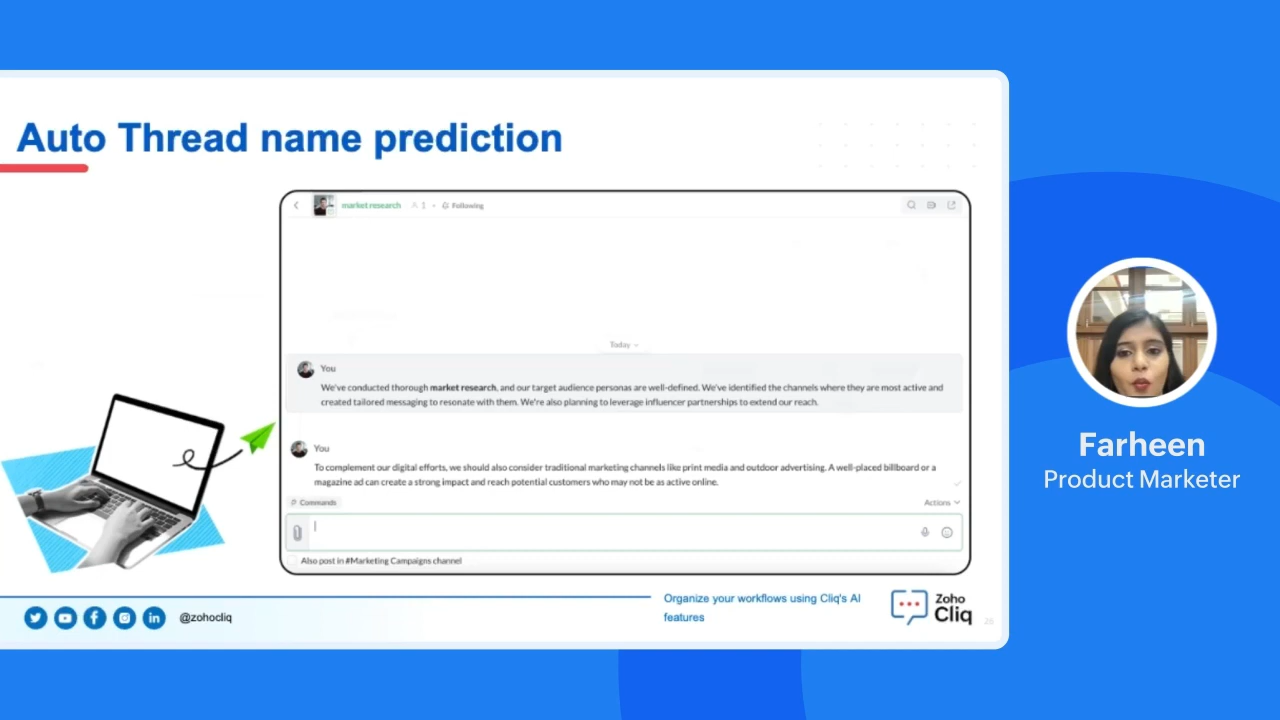 Auto Thread name prediction
market research
1
Following
Today
You
We've conducted thorough market research, and our target audience personas are well-defined. We've identified the channels where they are most active and
created tailored messaging to resonate with them. We're also planning to leverage influencer partnerships to extend our reach.
You
To complement our digital efforts, we should also consider traditional marketing channels like print media and outdoor advertising. A well-placed billboard or a
magazine ad can create a strong impact and reach potential customers who may not be as active online.
Commands
Actions
Also post in #Marketing Campaigns channel
@zohocliq
Organize your workflows using Cliq's AI
features
Zoho
Cliq
26
Farheen
Product Marketer